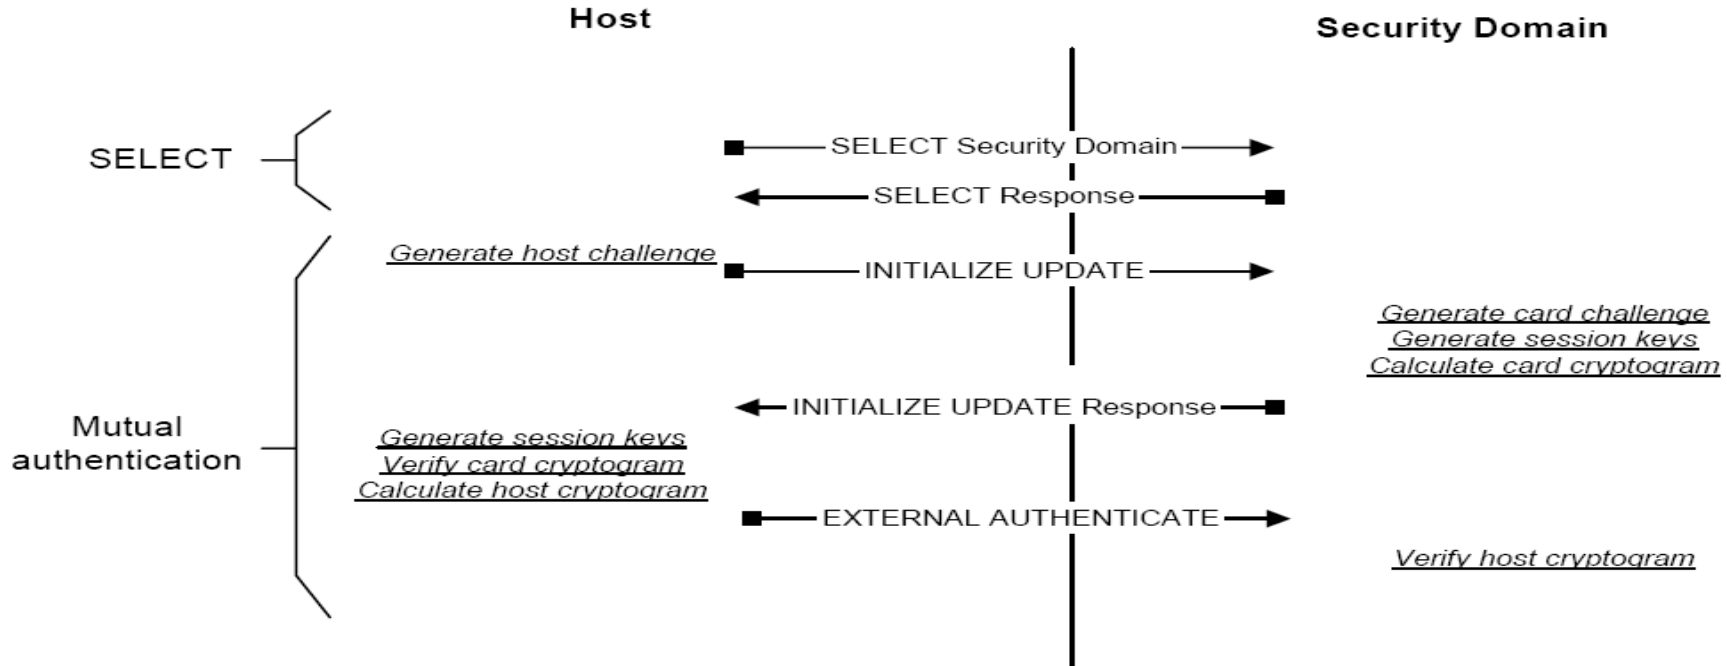 Host
Security Domain
SELECT
SELECT Security Domain
SELECT Response
Generate host challenge
INITIALIZE UPDATE
Generate card challenge
Generate session keys
Calculate card cryptogram
INITIALIZE UPDATE Response
Mutual
authentication
Generate session keys
Verify card cryptogram
Calculate host cryptogram
EXTERNAL AUTHENTICATE
Verify host cryptogram